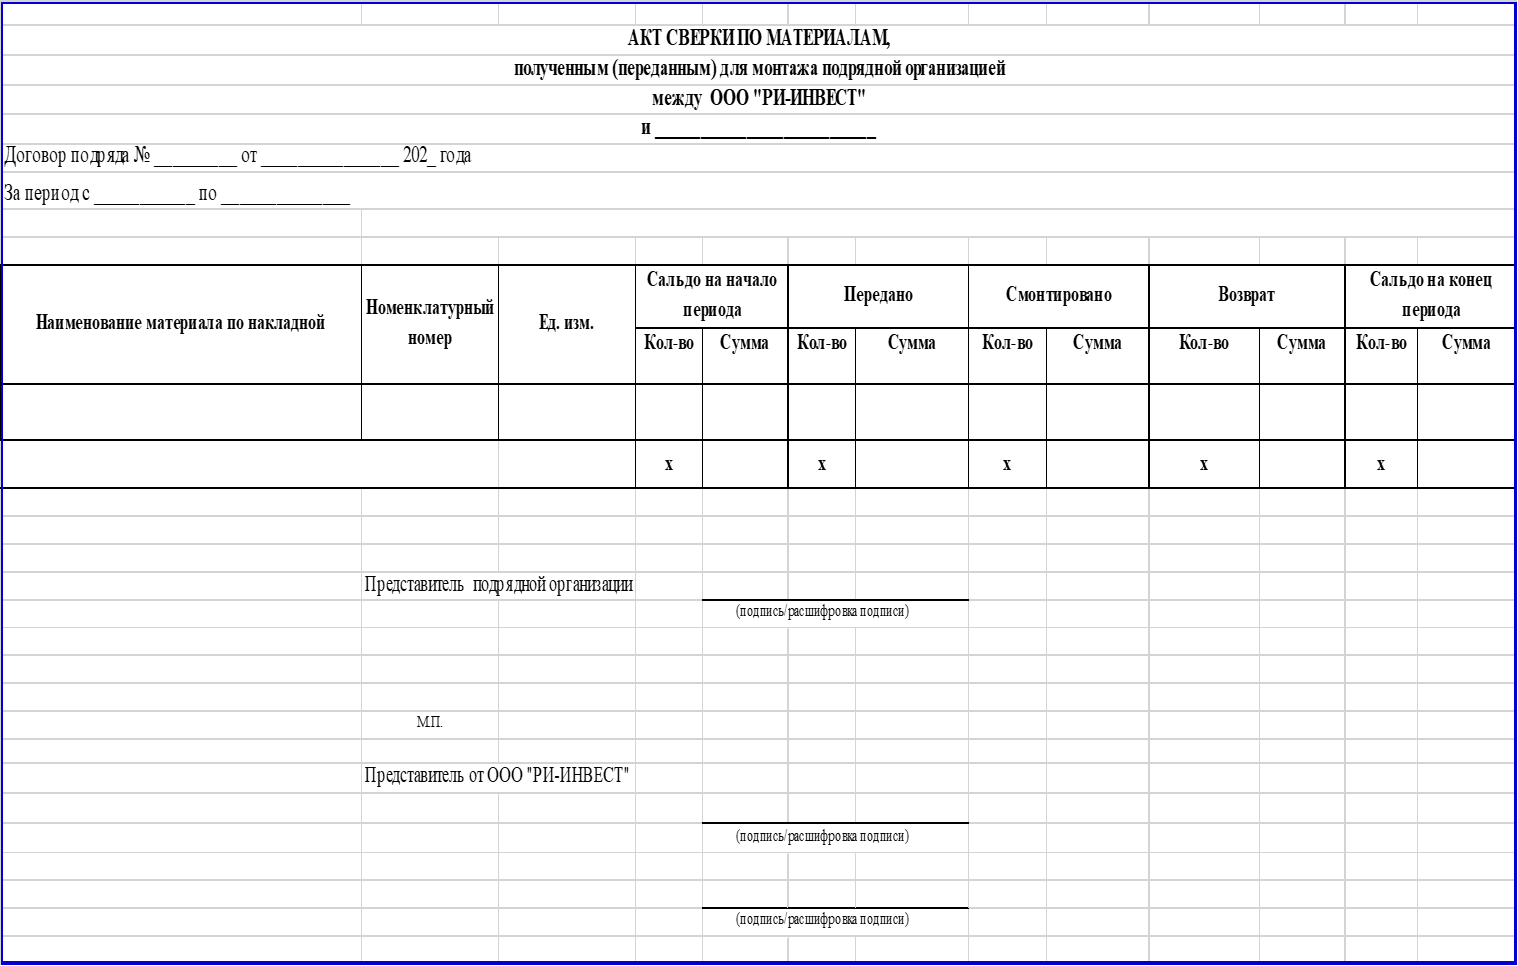 АКТ СВЕРКИ ПО МАТЕРИАЛАМ,
полученным (переданным) для монтажа подрядной организацией
между ООО "РИ-ИНВЕСТ"
и ________________________
Договор подряда № _________ от _______________ 202_ года
За период с ___________ по ______________
Наименование материала по накладной
Номенклатурный
номер
Ед. изм.
Сальдо на начало
периода
Передано
Смонтировано
Возврат
Сальдо на конец
периода
Кол-во Сумма Кол-во Сумма Кол-во Сумма Кол-во Сумма Кол-во Сумма
х х х х х
Представитель подрядной организации
(подпись/расшифровка подписи)
М.П.
Представитель от ООО "РИ-ИНВЕСТ"
(подпись/расшифровка подписи)
(подпись/расшифровка подписи)